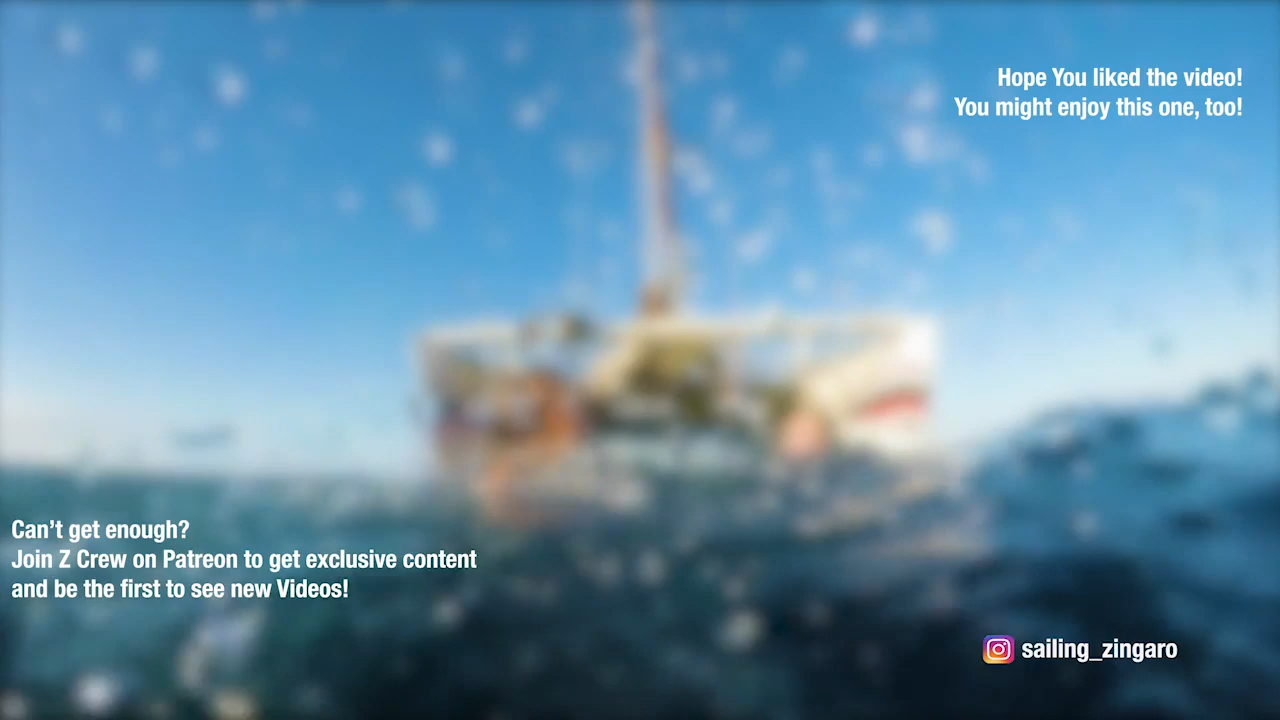 Hope You liked the video!
You might enjoy this one, too!
Can't get enough?
Join Z Crew on Patreon to get exclusive content
and be the first to see new Videos!
sailing_zingaro